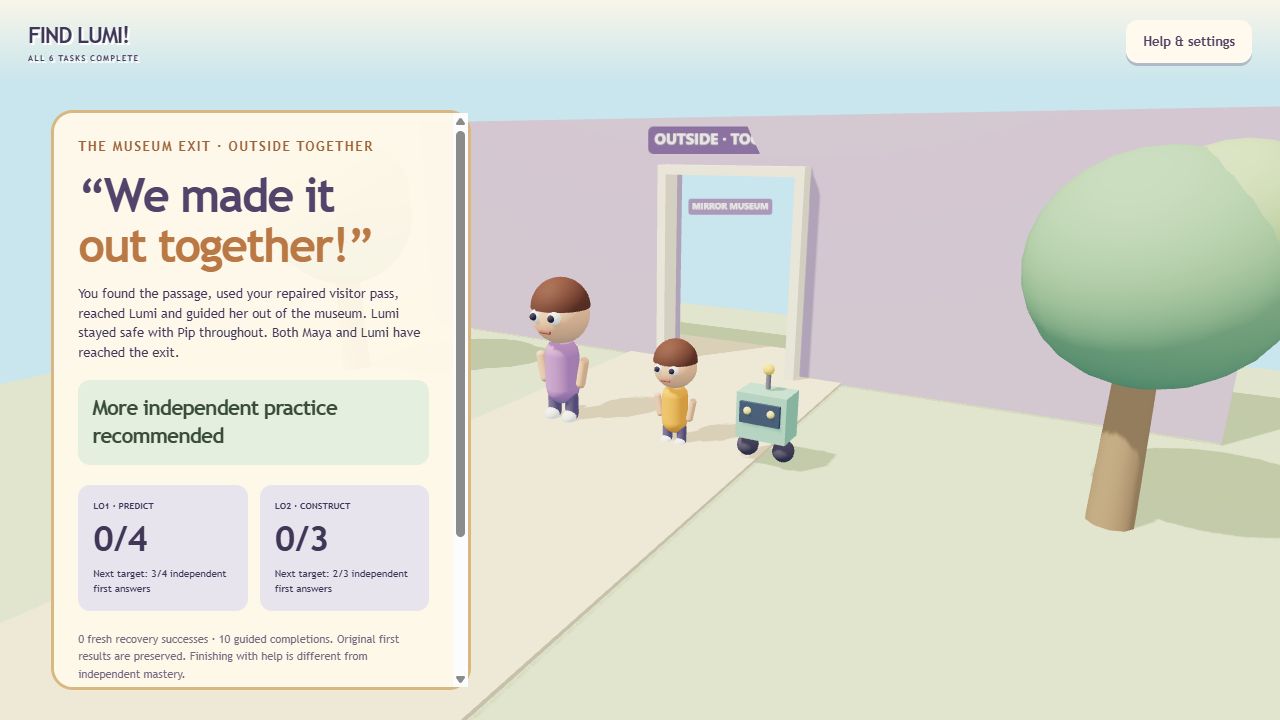 FIND LUMI!
ALL 6 TASKS COMPLETE
Help & settings
THE MUSEUM EXIT · OUTSIDE TOGETHER
“We made it
out together!”
You found the passage, used your repaired visitor pass,
reached Lumi and guided her out of the museum. Lumi
stayed safe with Pip throughout. Both Maya and Lumi have
reached the exit.
More independent practice
recommended
LO1 · PREDICT
0/4
Next target: 3/4 independent
first answers
LO2 · CONSTRUCT
0/3
Next target: 2/3 independent
first answers
0 fresh recovery successes · 10 guided completions. Original first
results are preserved. Finishing with help is different from
independent mastery.
OUTSIDE ·
MIRROR MUSEUM